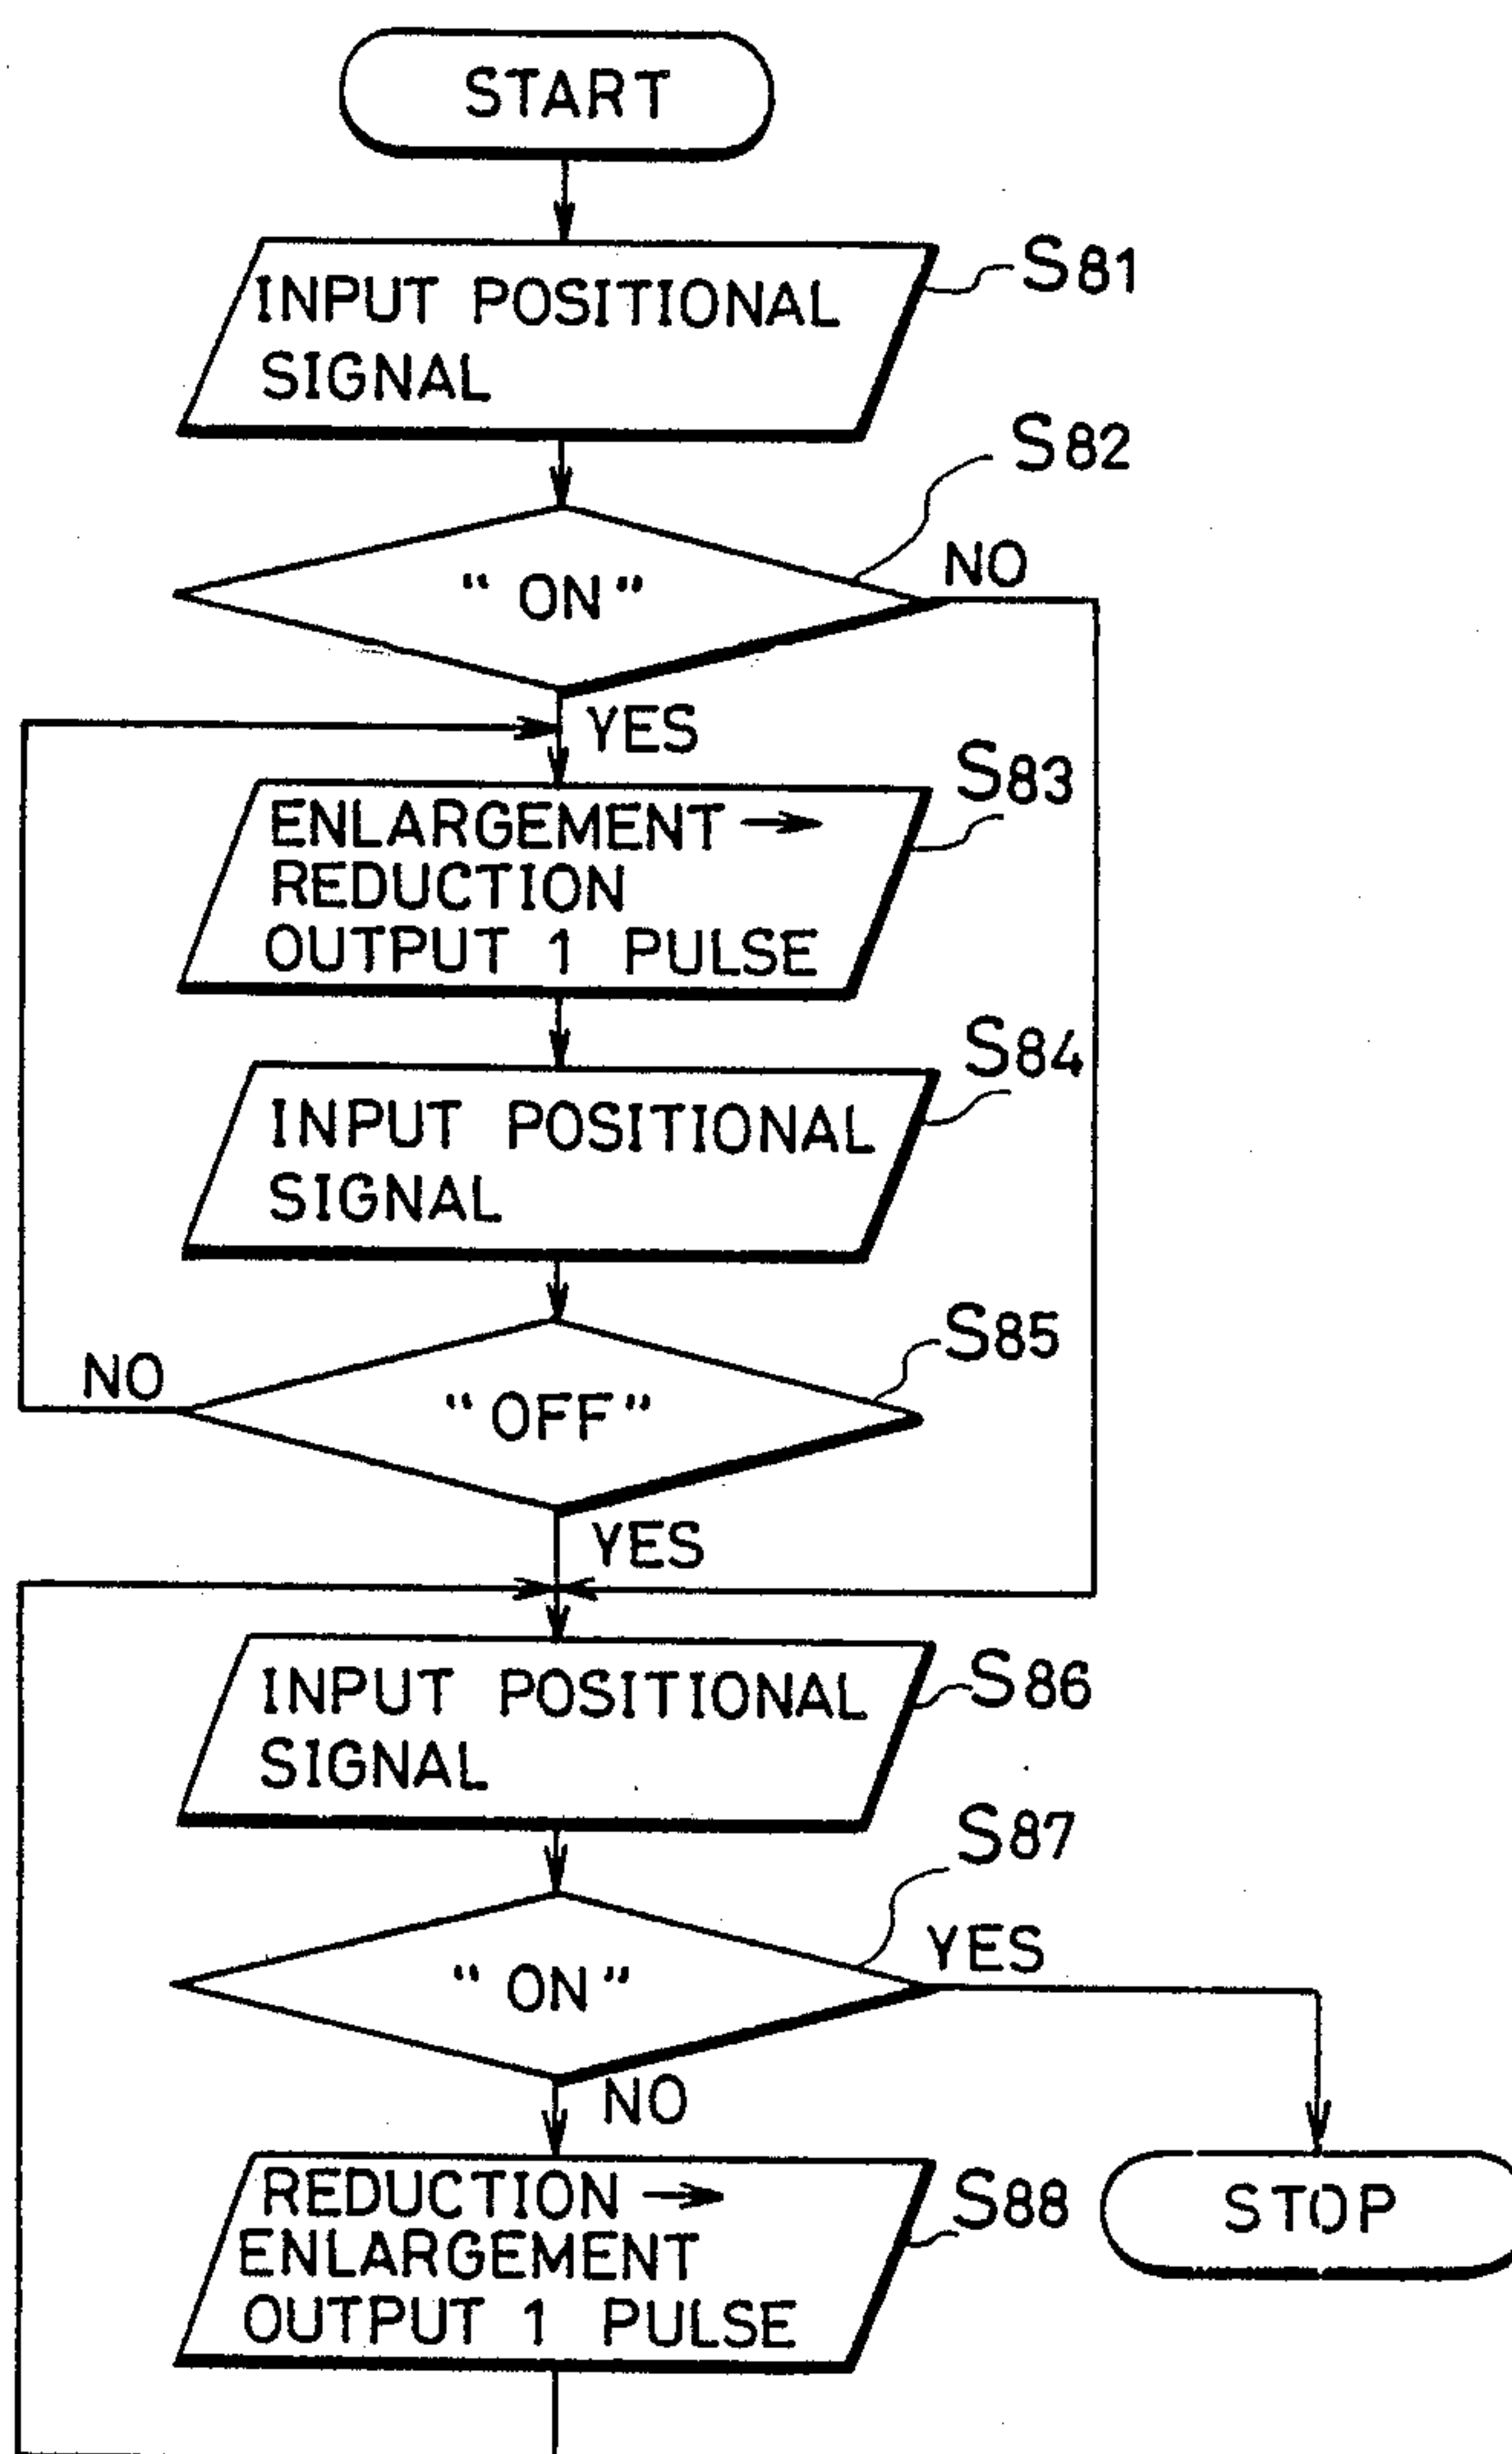 START
INPUT POSITIONAL
SIGNAL
S81
S82
“ ON ”
NO
YES
S83
ENLARGEMENT →
REDUCTION
OUTPUT 1 PULSE
S84
INPUT POSITIONAL
SIGNAL
S85
NO
“ OFF ”
YES
INPUT POSITIONAL
SIGNAL
S86
S87
“ ON ”
YES
NO
REDUCTION →
ENLARGEMENT
OUTPUT 1 PULSE
S88
STOP